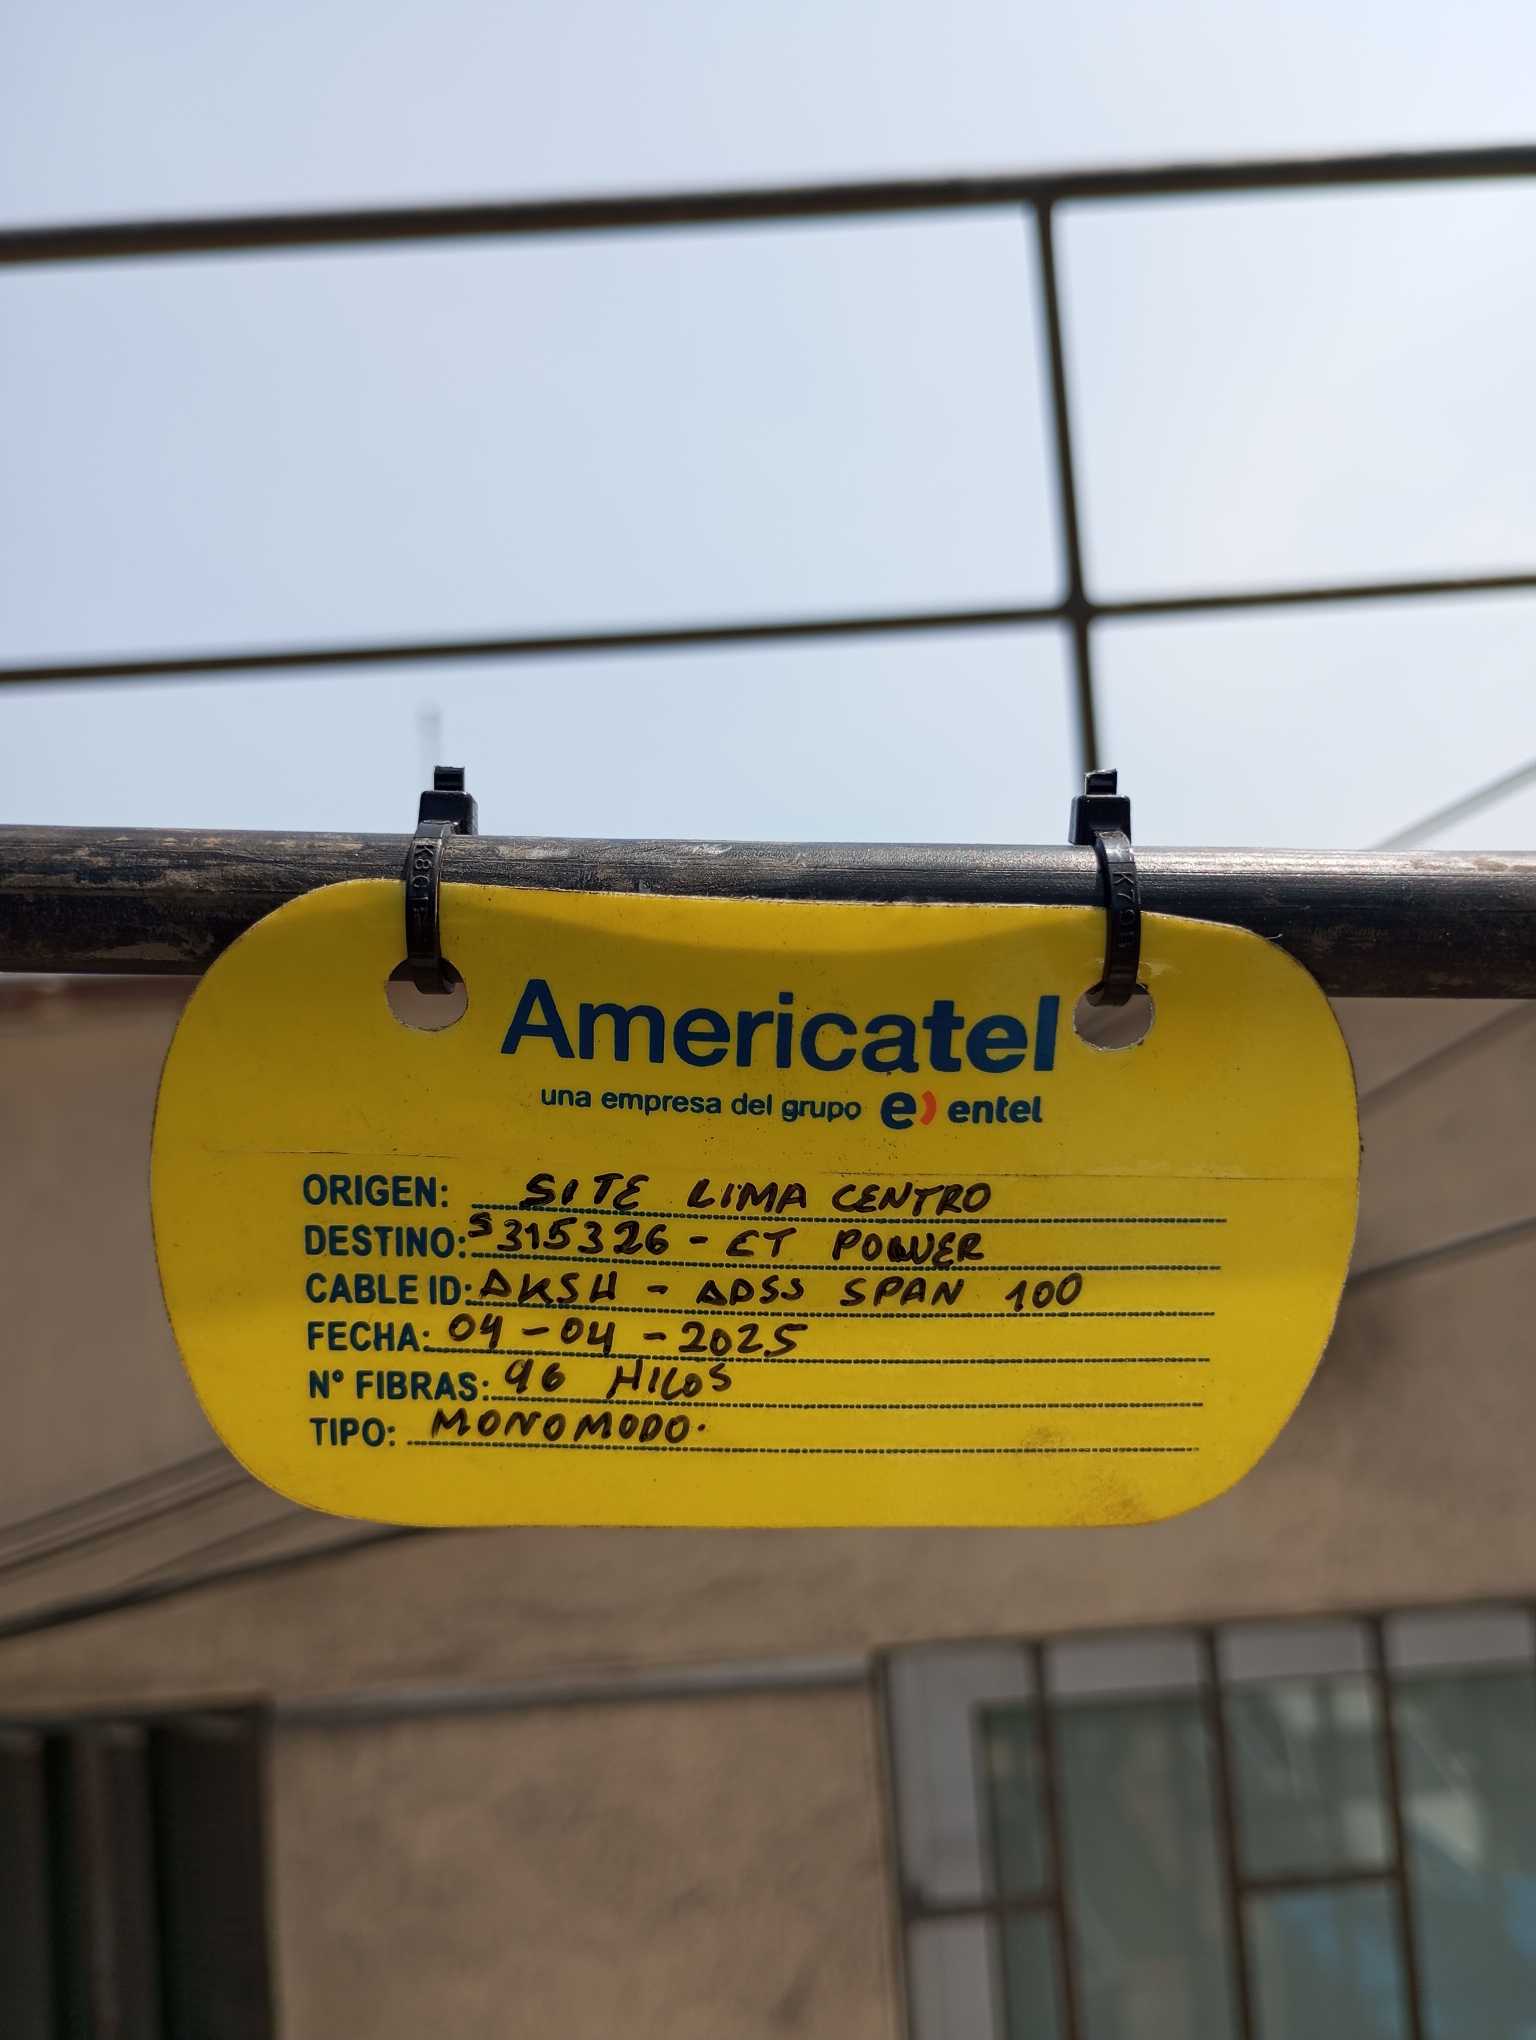 Americatel
una empresa del grupo e) entel
ORIGEN: SITE LIMA CENTRO
DESTINO: S315326 - ET POWER
CABLE ID: AKSH - ADSS SPAN 100
FECHA: 04-04-2025
N° FIBRAS: 96 HILOS
TIPO: MONOMODO.